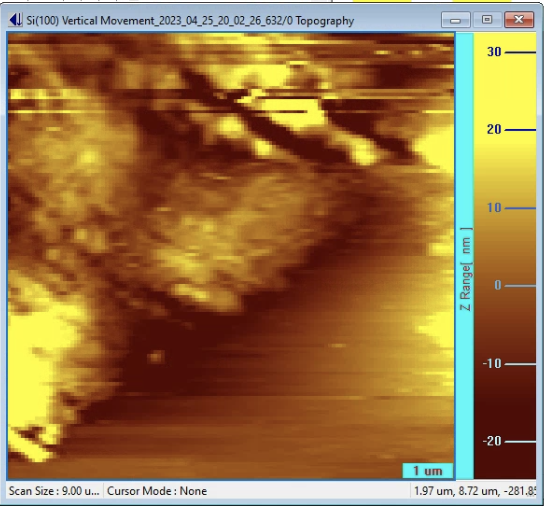 Si(100) Vertical Movement_2023_04_25_20_02_26_632/0 Topography
30
20
10
0
-10
-20
Z Range[ nm ]
1 um
Scan Size : 9.00 u... Cursor Mode : None 1.97 um, 8.72 um, -281.85